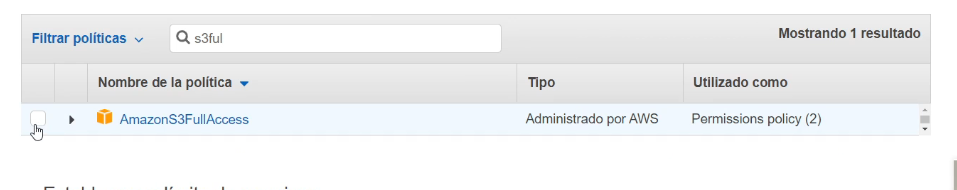 Filtrar políticas
s3ful
Mostrando 1 resultado
Nombre de la política
Tipo
Utilizado como
AmazonS3FullAccess
Administrado por AWS
Permissions policy (2)